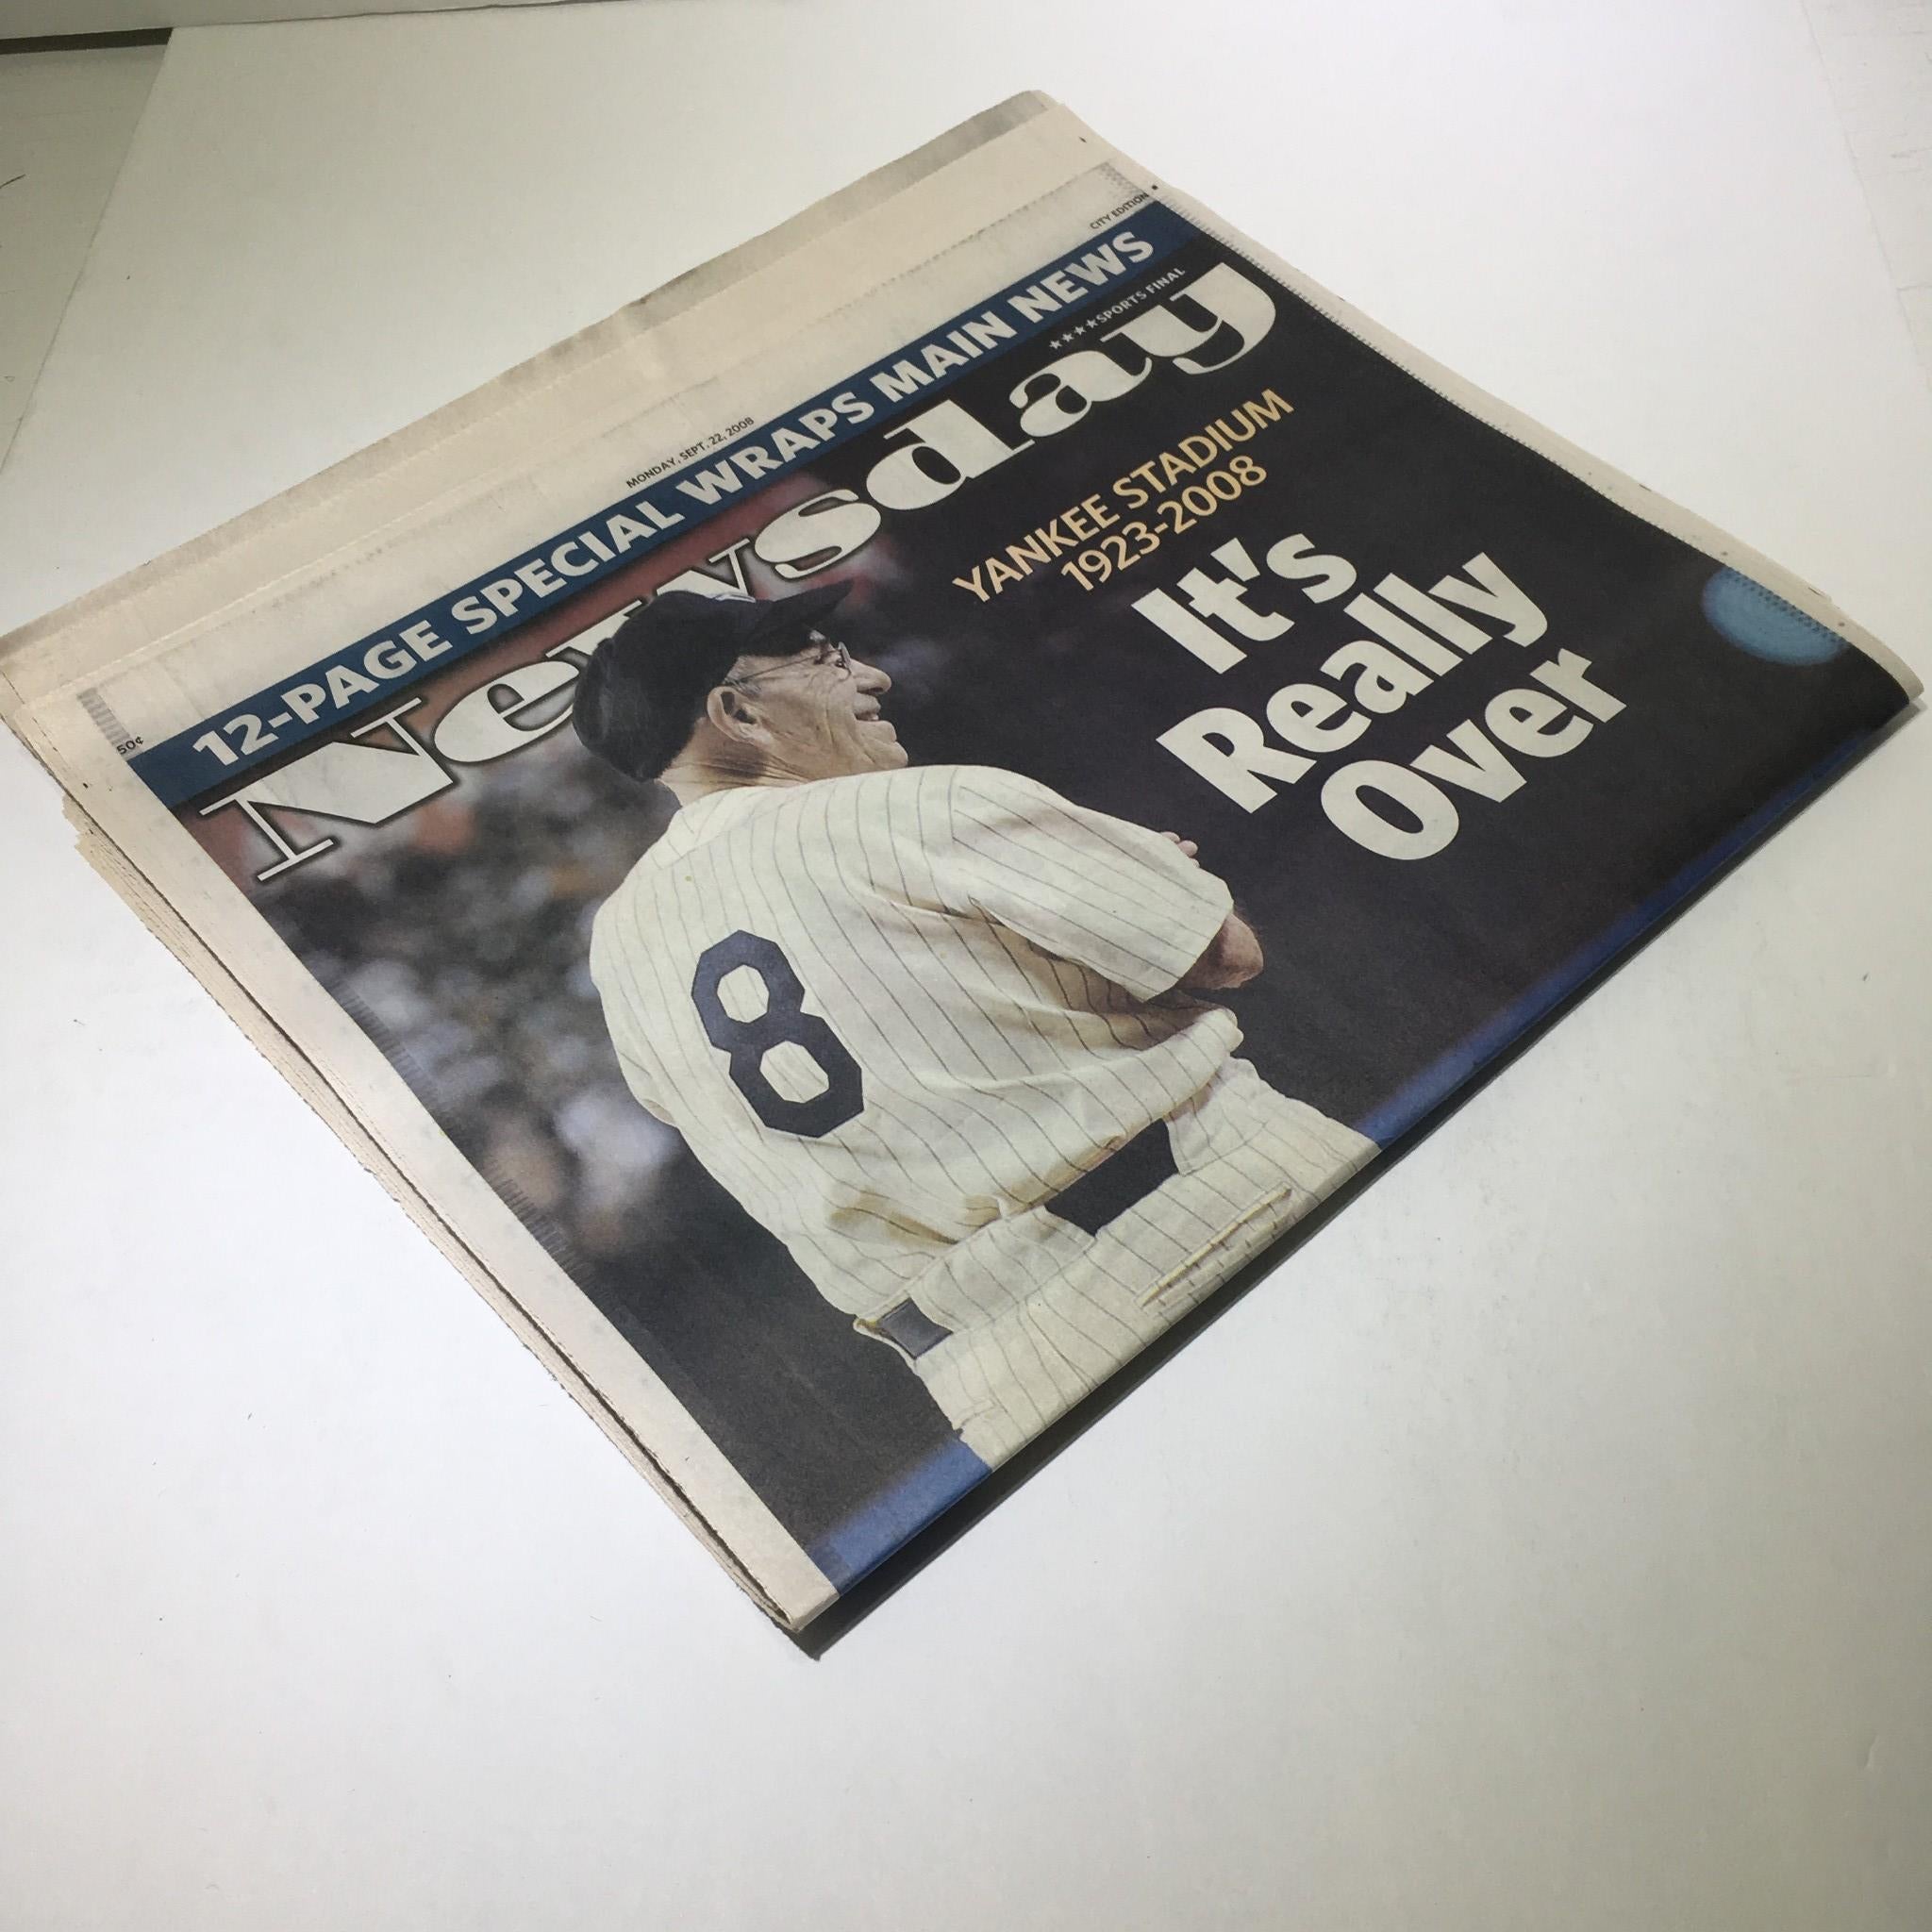 CITY EDITION
MONDAY, SEPT. 22, 2008
50¢
12-PAGE SPECIAL WRAPS MAIN NEWS
★★★★SPORTS FINAL
Newsday
YANKEE STADIUM
1923-2008
It's
Really
Over
8